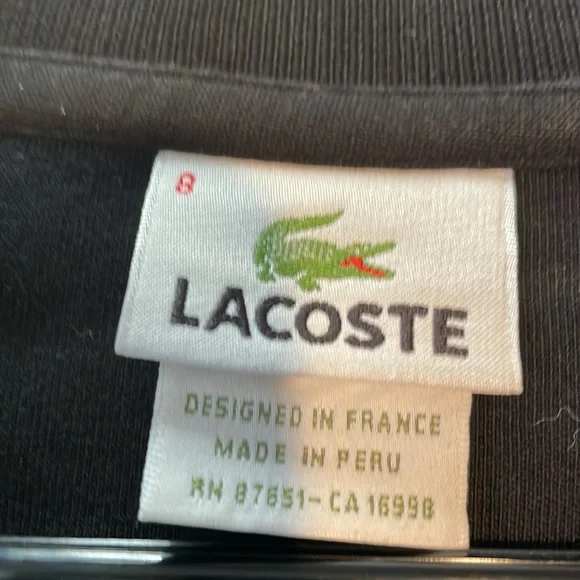 8
LACOSTE
DESIGNED IN FRANCE
MADE IN PERU
RN 87651-CA 16998